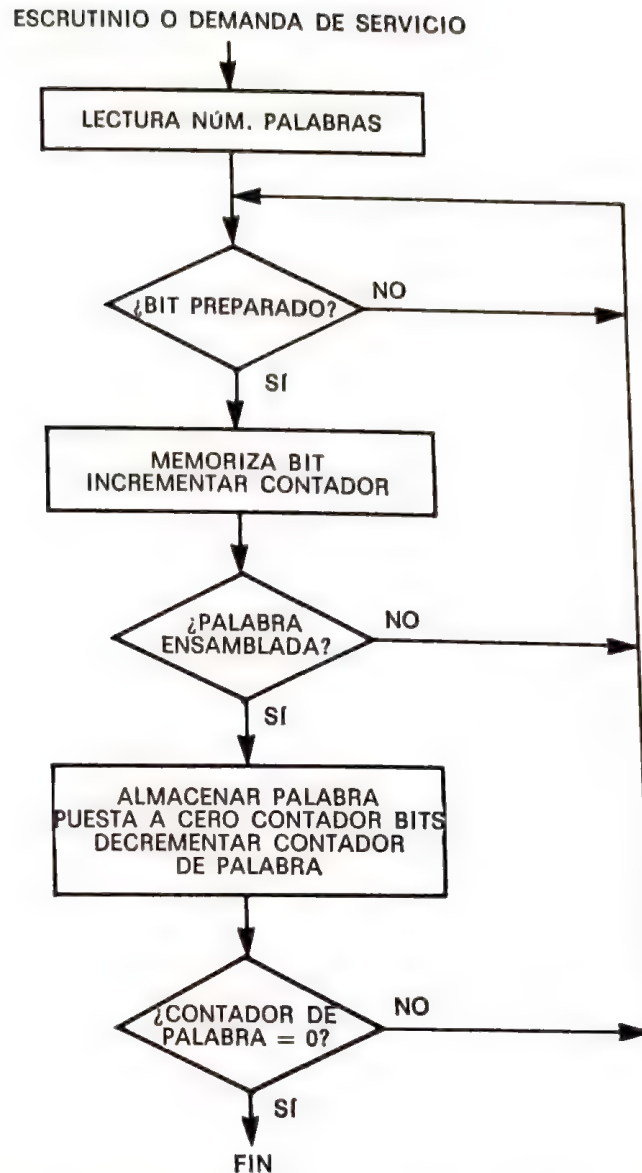 ESCRUTINIO O DEMANDA DE SERVICIO
LECTURA NÚM. PALABRAS
¿BIT PREPARADO?
NO
SÍ
MEMORIZA BIT
INCREMENTAR CONTADOR
¿PALABRA
ENSAMBLADA?
NO
SÍ
ALMACENAR PALABRA
PUESTA A CERO CONTADOR BITS
DECREMENTAR CONTADOR
DE PALABRA
¿CONTADOR DE
PALABRA = 0?
NO
SÍ
FIN